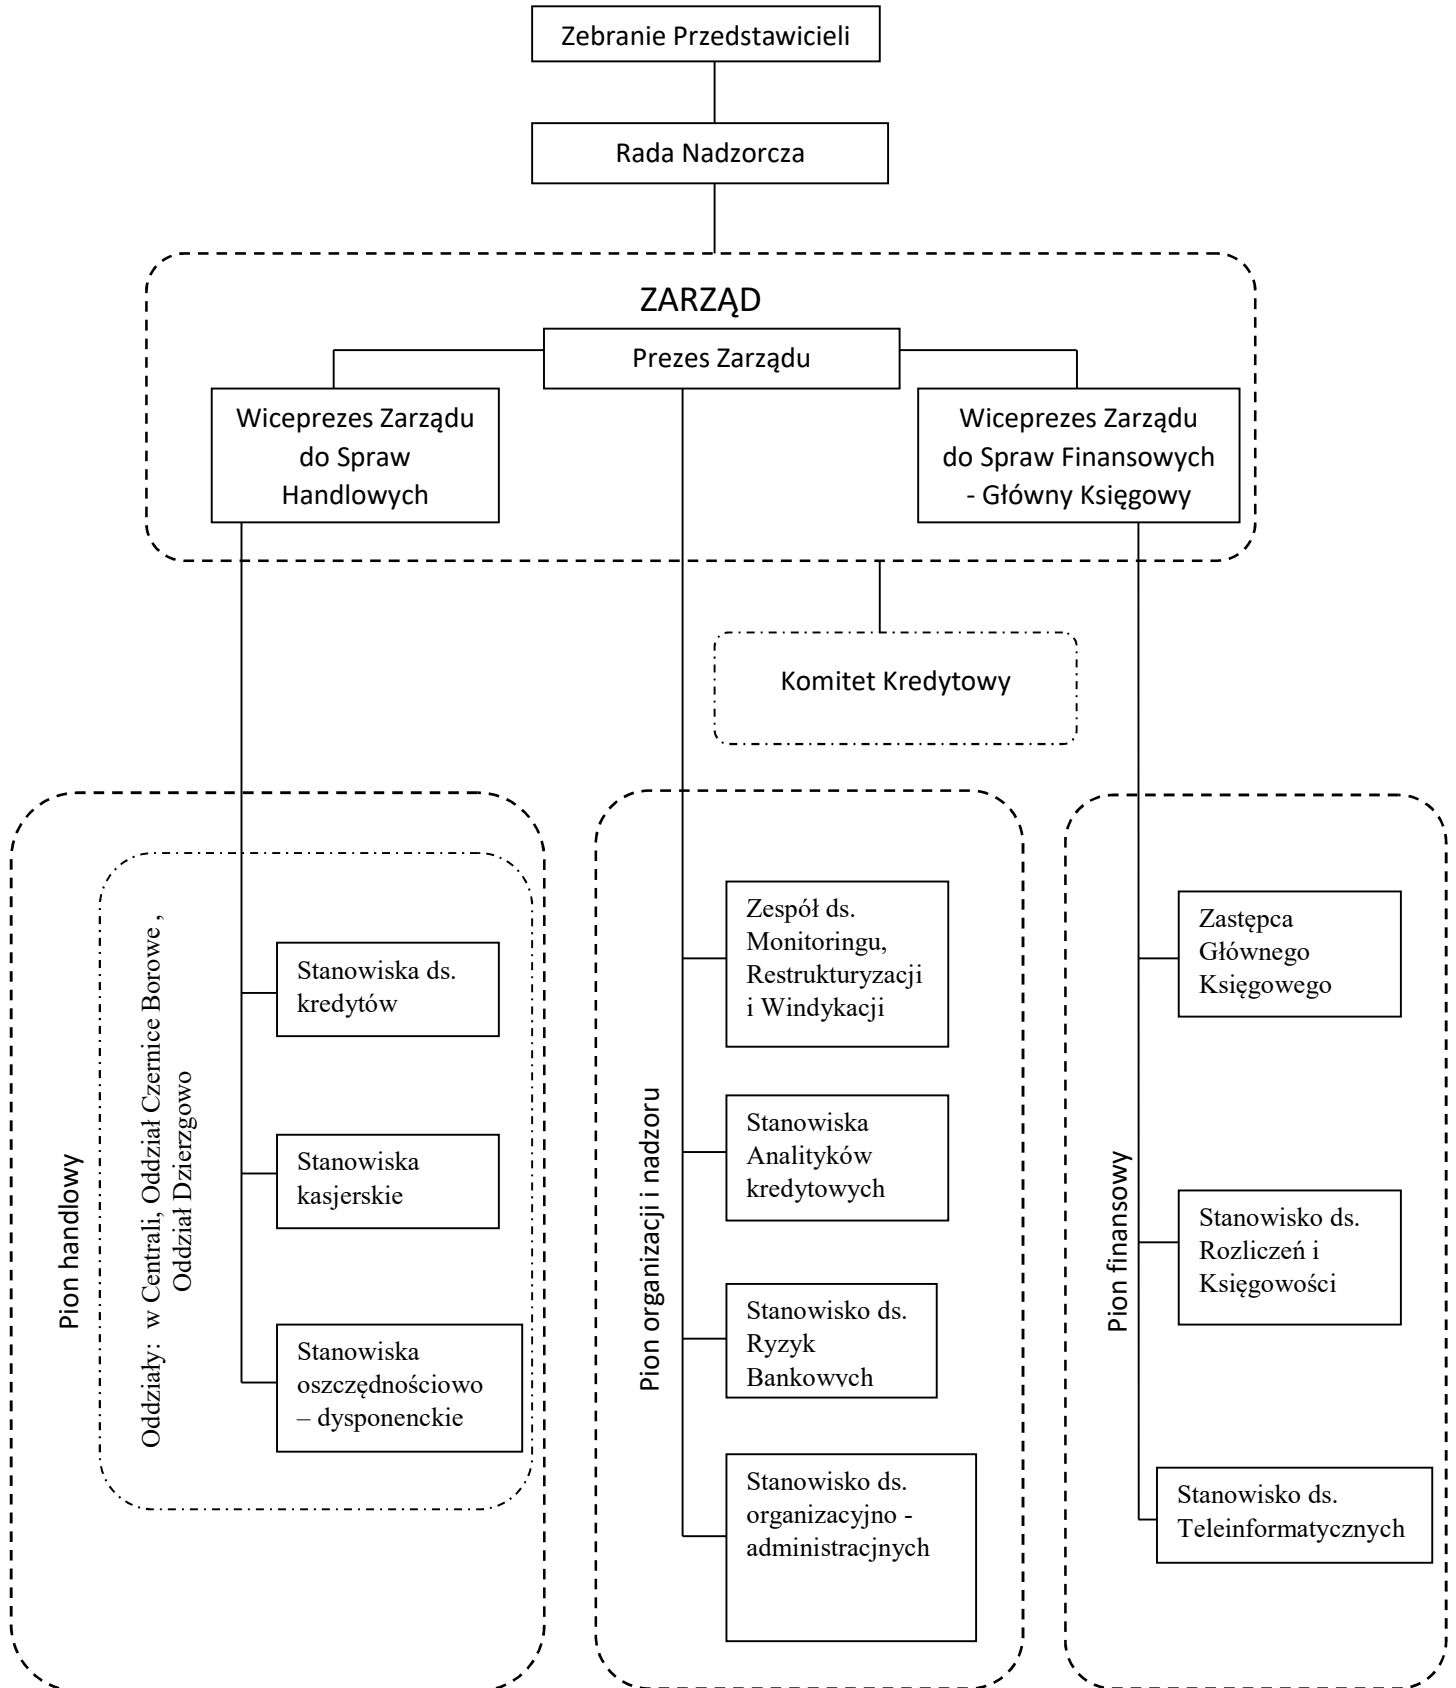 Zebranie Przedstawicieli
Rada Nadzorcza
ZARZĄD
Prezes Zarządu
Wiceprezes Zarządu
do Spraw
Handlowych
Wiceprezes Zarządu
do Spraw Finansowych
- Główny Księgowy
Komitet Kredytowy
Pion handlowy
Oddziały: w Centrali, Oddział Czernice Borowe ,
Oddział Dzierzgowo
Stanowiska ds.
kredytów
Stanowiska
kasjerskie
Stanowiska
oszczędnościowo
– dysponenckie
Pion organizacji i nadzoru
Zespół ds.
Monitoringu,
Restrukturyzacji
i Windykacji
Stanowiska
Analityków
kredytowych
Stanowisko ds.
Ryzyk
Bankowych
Stanowisko ds.
organizacyjno -
administracjnych
Pion finansowy
Zastępca
Głównego
Księgowego
Stanowisko ds.
Rozliczeń i
Księgowości
Stanowisko ds.
Teleinformatycznych